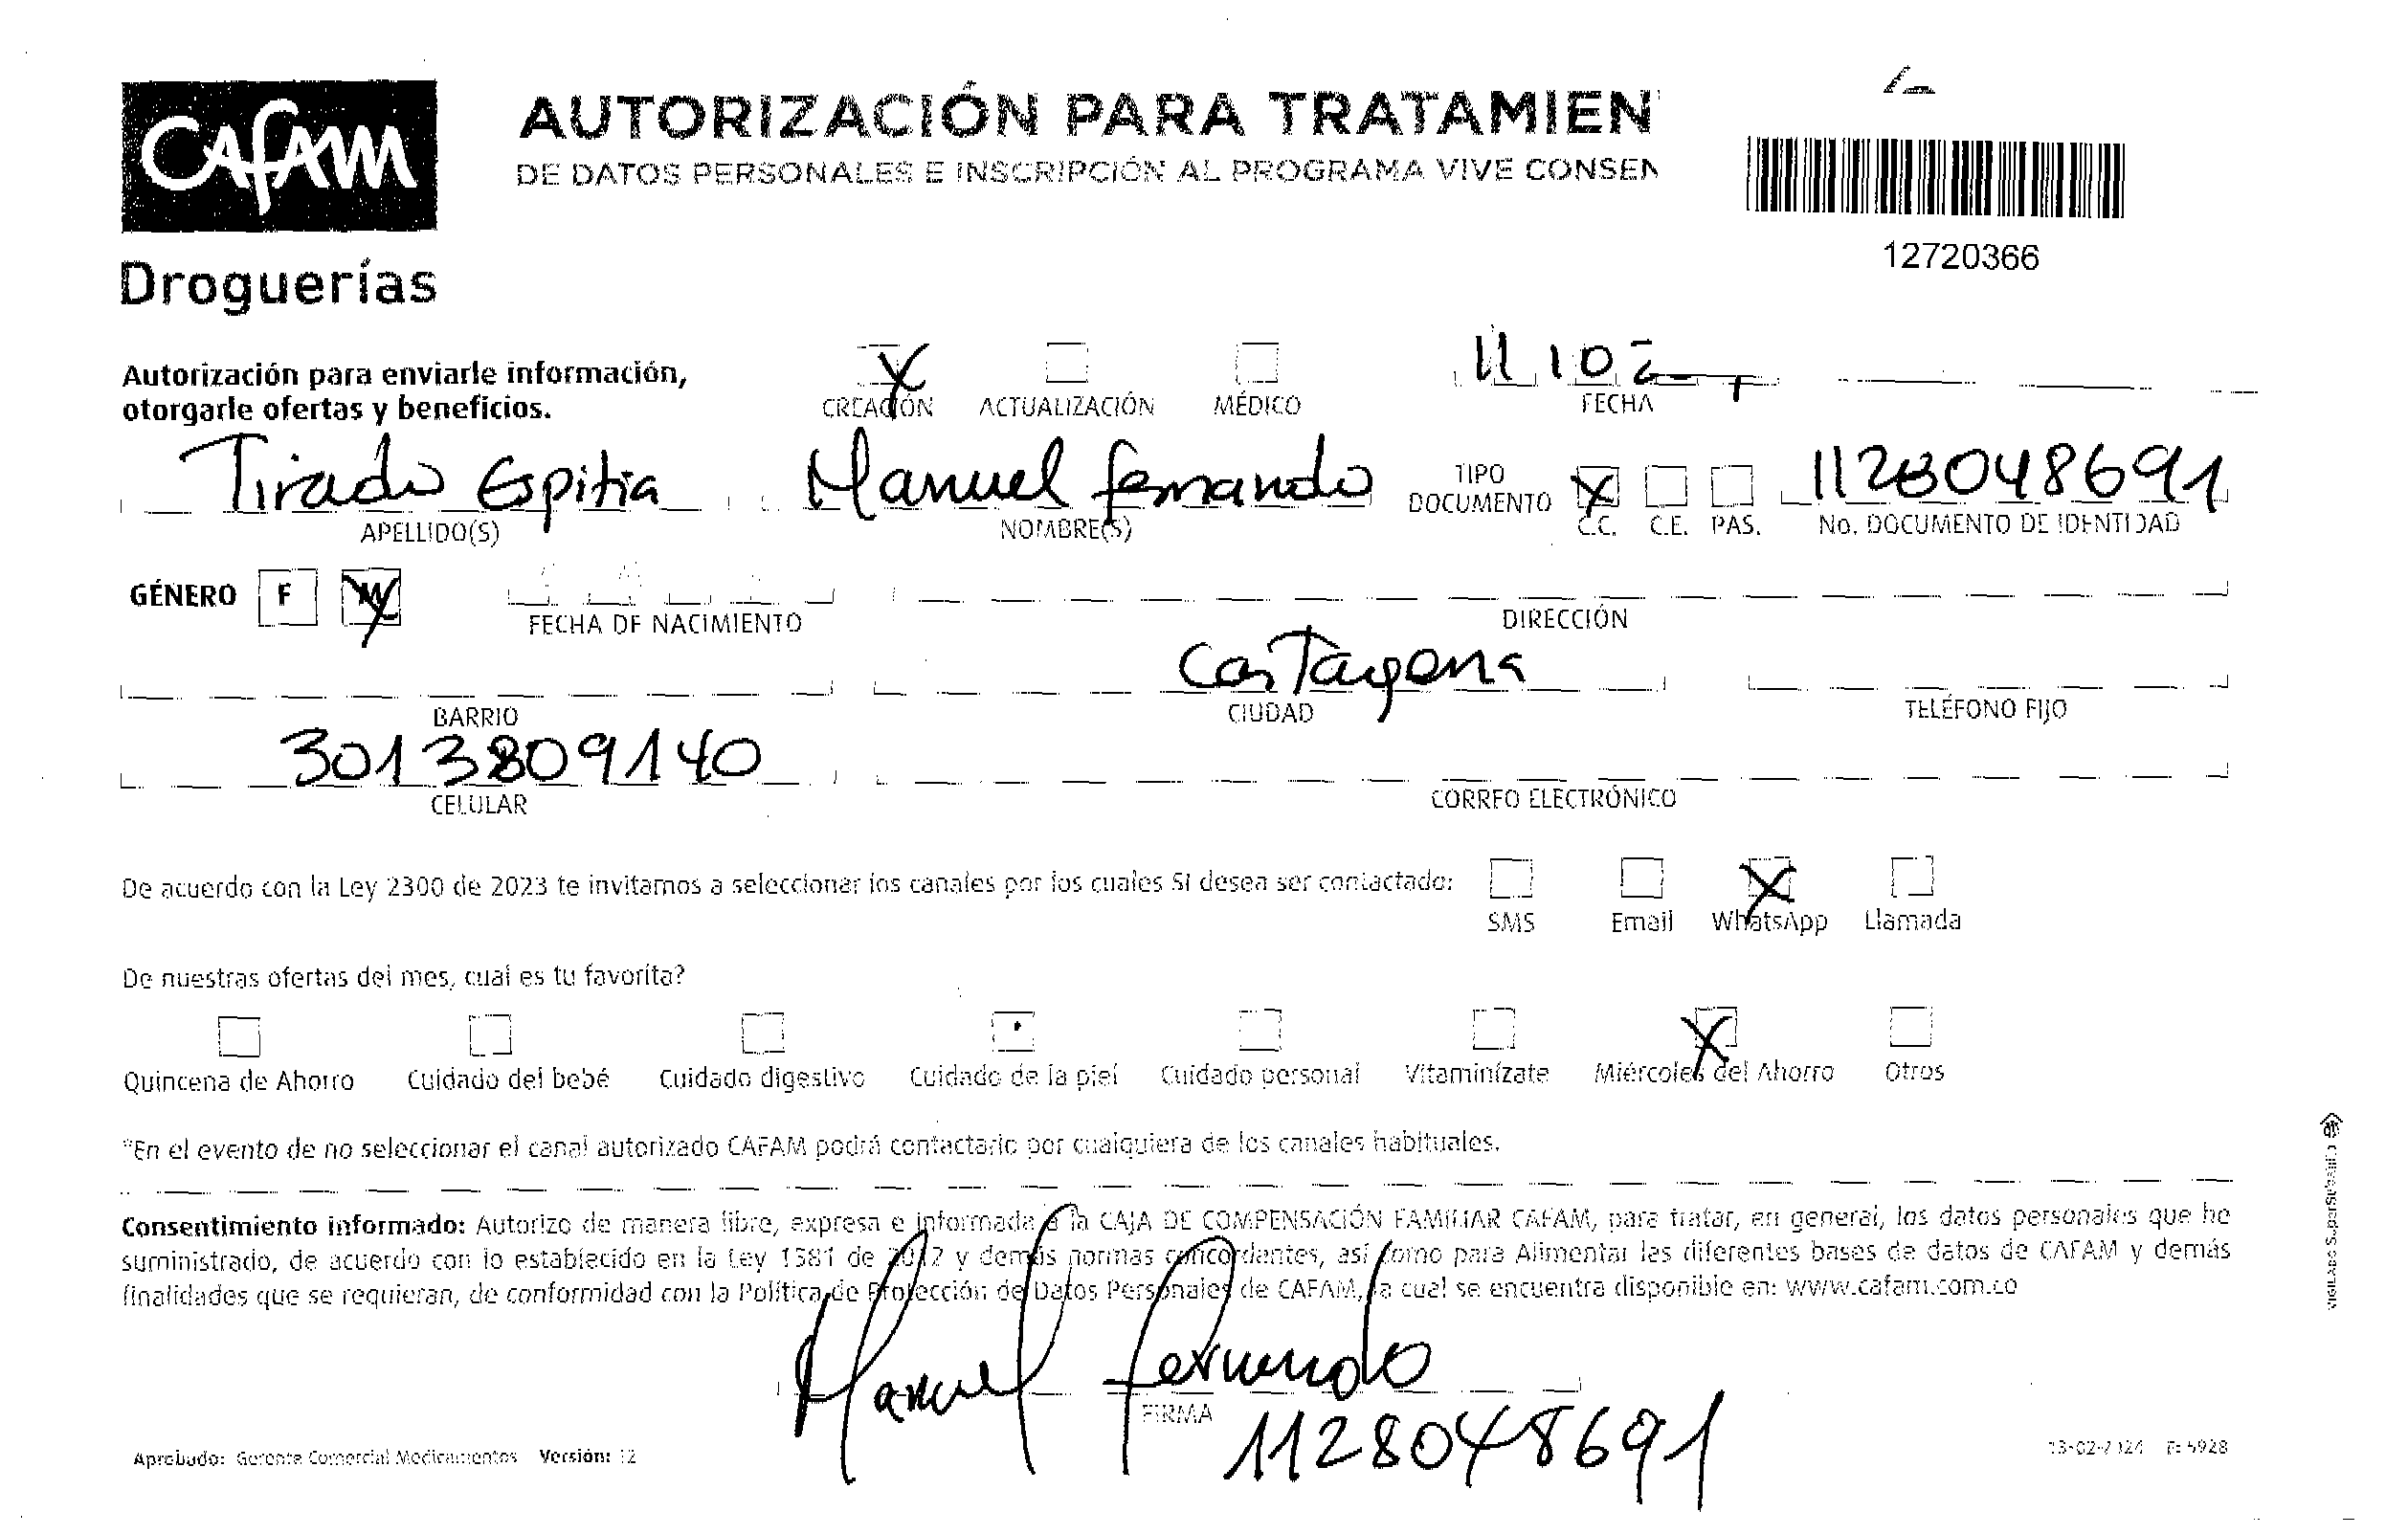 CAFAM
Droguerías
AUTORIZACIÓN PARA TRATAMIEN
DE DATOS PERSONALES E INSCRIPCIÓN AL PROGRAMA VIVE CONSEN
12720366
Autorización para enviarle información,
otorgarle ofertas y beneficios.
X
CREACIÓN ACTUALIZACIÓN MÉDICO
FECHA
Tirado Espitia Manuel fernando TIPO DOCUMENTO X 1128048691
APELLIDO(S) NOMBRE(S) C.C. C.E. PAS. No. DOCUMENTO DE IDENTIDAD
GÉNERO F M X
FECHA DE NACIMIENTO DIRECCIÓN
Cartagena
BARRIO CIUDAD TELÉFONO FIJO
3013809140
CELULAR CORREO ELECTRÓNICO
De acuerdo con la Ley 2300 de 2023 te invitamos a seleccionar los canales por los cuales SI desea ser contactado: X
SMS Email WhatsApp Llamada
De nuestras ofertas del mes, cual es tu favorita?
X
Quincena de Ahorro Cuidado del bebé Cuidado digestivo Cuidado de la piel Cuidado personal Vitaminízate Miércoles del Ahorro Otros
*En el evento de no seleccionar el canal autorizado CAFAM podrá contactarlo por cualquiera de los canales habituales.
Consentimiento informado: Autorizo de manera libre, expresa e informada a la CAJA DE COMPENSACIÓN FAMILIAR CAFAM, para tratar, en general, los datos personales que he
suministrado, de acuerdo con lo establecido en la Ley 1581 de 2012 y demás normas concordantes, así como para Alimentar las diferentes bases de datos de CAFAM y demás
finalidades que se requieran, de conformidad con la Política de Protección de Datos Personales de CAFAM, la cual se encuentra disponible en: www.cafam.com.co
Manuel fernando
FIRMA
1128048691
Aprobado: Gerente Comercial Medicamentos Versión: 12
13-02-2024
VIGILADO SuperSubsidio